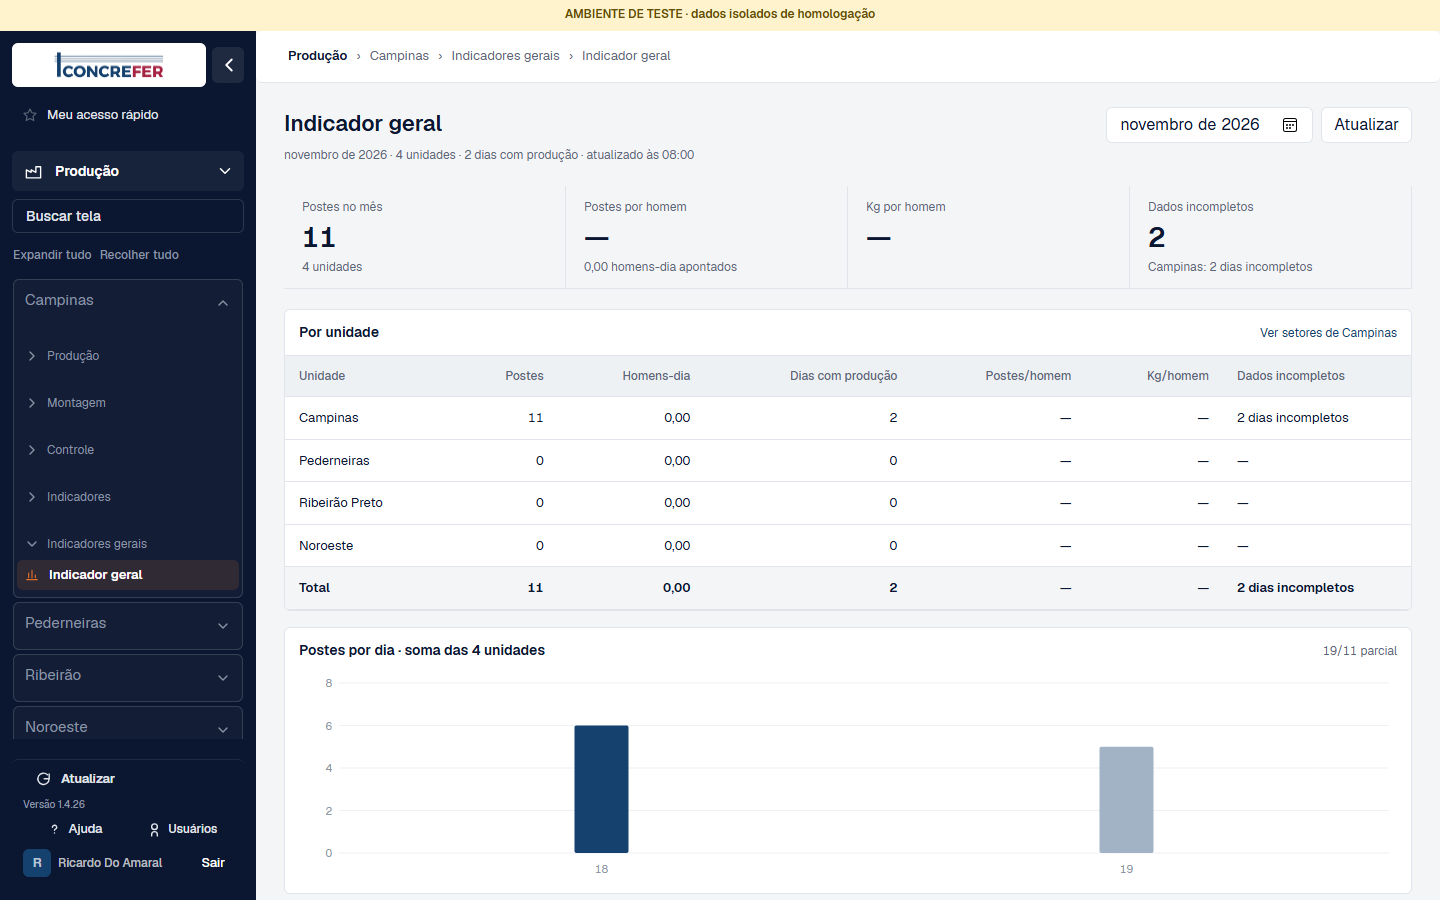 AMBIENTE DE TESTE · dados isolados de homologação
CONCREFER
Meu acesso rápido
Produção
Buscar tela
Expandir tudo Recolher tudo
Campinas
Produção
Montagem
Controle
Indicadores
Indicadores gerais
Indicador geral
Pederneiras
Ribeirão
Noroeste
Atualizar
Versão 1.4.26
? Ajuda Usuários
R Ricardo Do Amaral Sair
Produção › Campinas › Indicadores gerais › Indicador geral
Indicador geral
novembro de 2026 Atualizar
novembro de 2026 · 4 unidades · 2 dias com produção · atualizado às 08:00
Postes no mês
11
4 unidades
Postes por homem
—
0,00 homens-dia apontados
Kg por homem
—
Dados incompletos
2
Campinas: 2 dias incompletos
Por unidade Ver setores de Campinas
Unidade Postes Homens-dia Dias com produção Postes/homem Kg/homem Dados incompletos
Campinas 11 0,00 2 — — 2 dias incompletos
Pederneiras 0 0,00 0 — — —
Ribeirão Preto 0 0,00 0 — — —
Noroeste 0 0,00 0 — — —
Total 11 0,00 2 — — 2 dias incompletos
Postes por dia · soma das 4 unidades 19/11 parcial
8
6
4
2
0
18 19